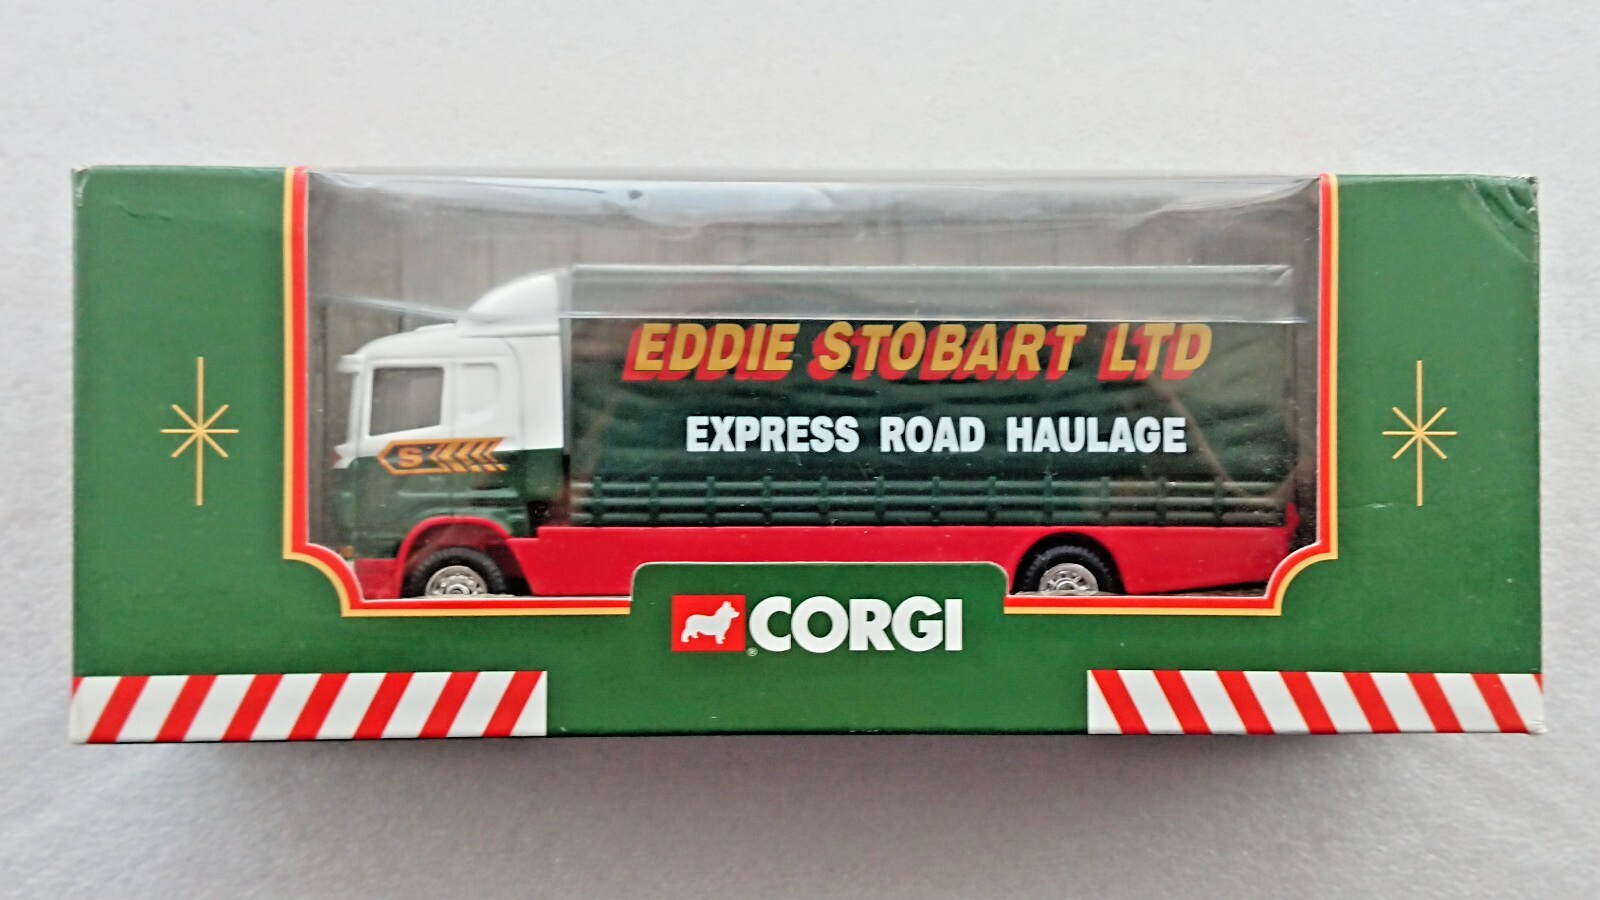 EDDIE STOBART LTD
EXPRESS ROAD HAULAGE
S
CORGI
®